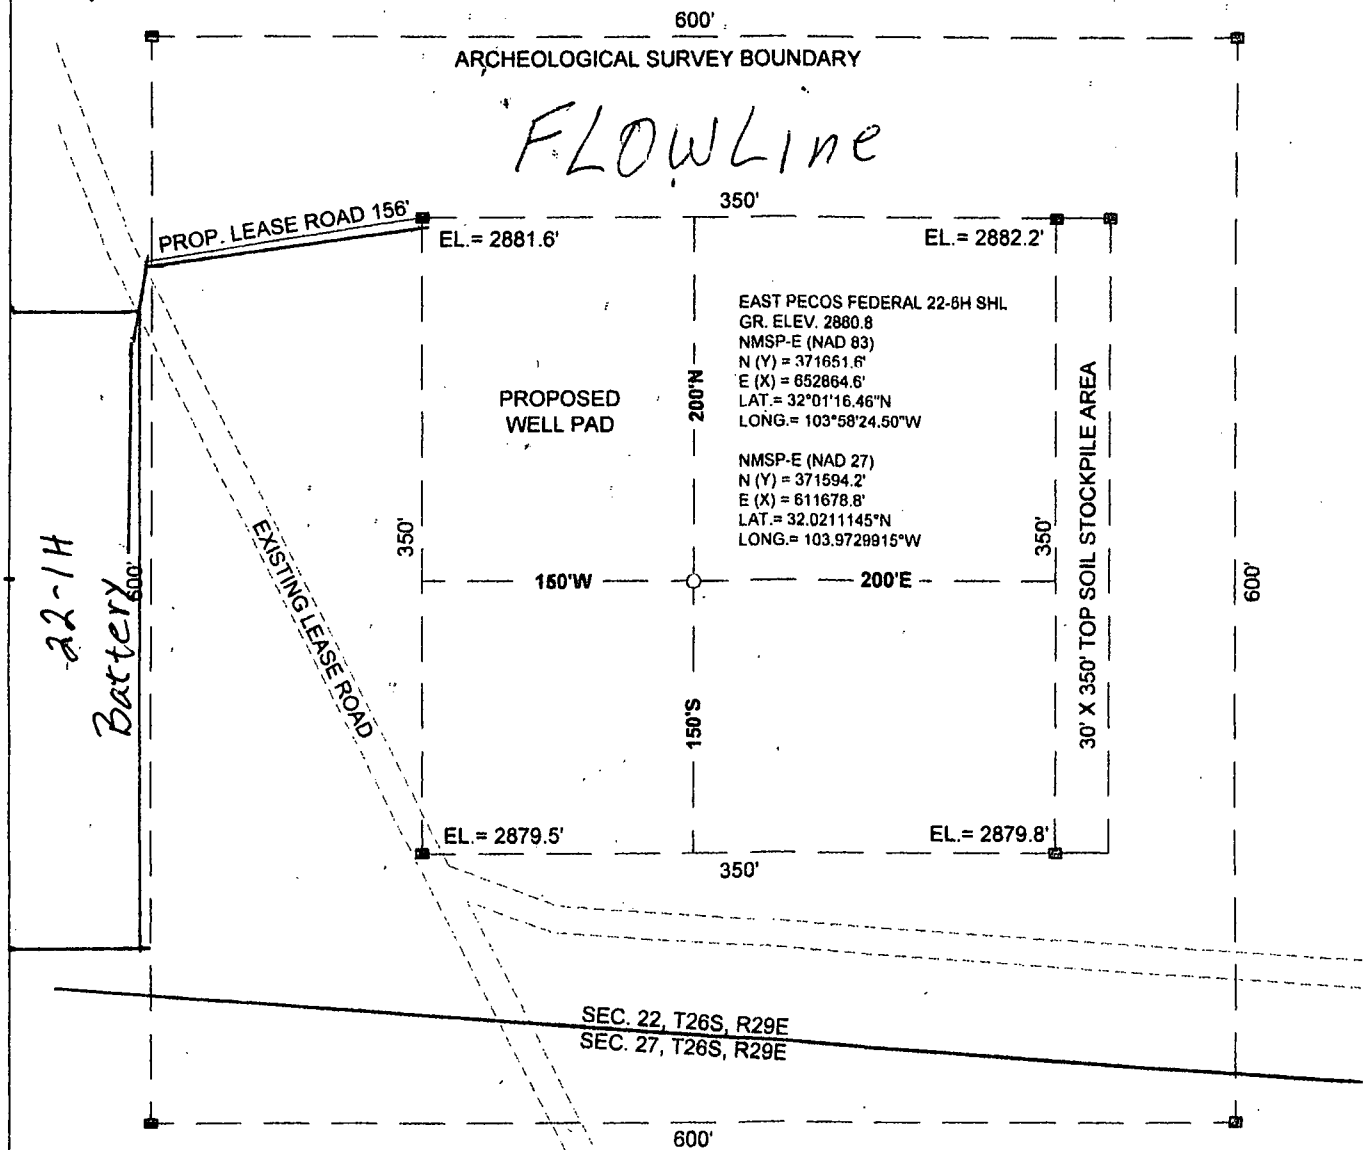 600'
ARCHEOLOGICAL SURVEY BOUNDARY
FLOWLine
350'
PROP. LEASE ROAD 156'
EL.= 2881.6'
EL.= 2882.2'
EAST PECOS FEDERAL 22-6H SHL
GR. ELEV. 2880.8
NMSP-E (NAD 83)
N (Y) = 371651.6'
E (X) = 652864.6'
LAT.= 32°01'16.46"N
LONG.= 103°58'24.50"W
NMSP-E (NAD 27)
N (Y) = 371594.2'
E (X) = 611678.8'
LAT.= 32.0211145°N
LONG.= 103.9729915°W
PROPOSED
WELL PAD
200'N
350'
350'
30' X 350' TOP SOIL STOCKPILE AREA
22-1H
Battery
600'
EXISTING LEASE ROAD
150'W
200'E
600'
150'S
EL.= 2879.5'
EL.= 2879.8'
350'
SEC. 22, T26S, R29E
SEC. 27, T26S, R29E
600'